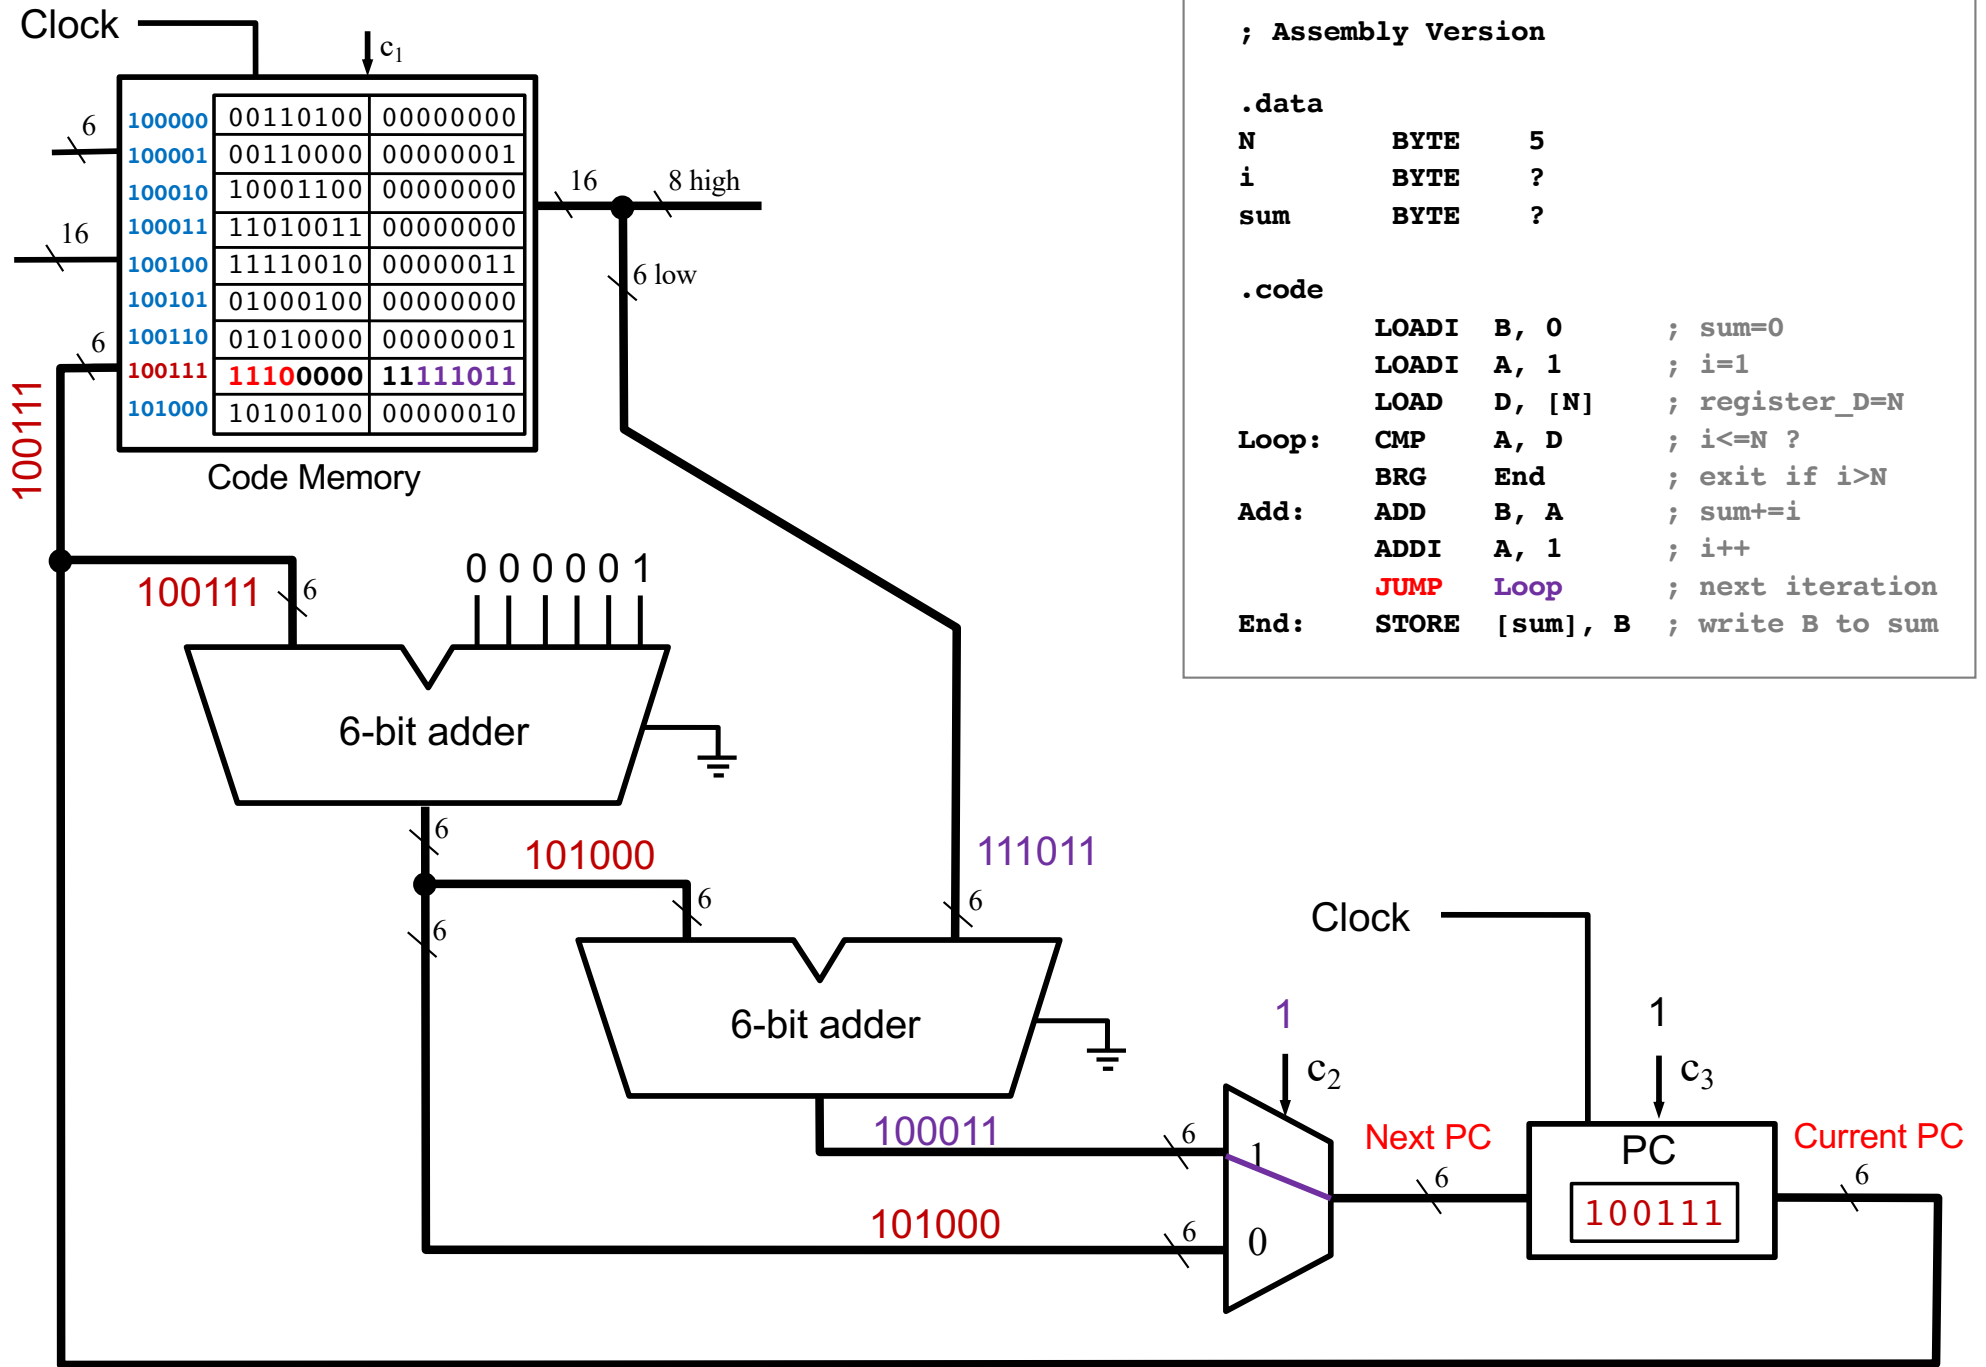 Clock
c1
6
16
6
100000 00110100 00000000
100001 00110000 00000001
100010 10001100 00000000
100011 11010011 00000000
100100 11110010 00000011
100101 01000100 00000000
100110 01010000 00000001
100111 11100000 11111011
101000 10100100 00000010
Code Memory
16
8 high
6 low
100111
100111
6
0 0 0 0 0 1
6-bit adder
6
101000
6
6
111011
6
6-bit adder
100011
6
101000
6
1
c2
1
0
Next PC
6
Clock
1
c3
PC
100111
Current PC
6
; Assembly Version
.data
N BYTE 5
i BYTE ?
sum BYTE ?
.code
LOADI B, 0 ; sum=0
LOADI A, 1 ; i=1
LOAD D, [N] ; register_D=N
Loop: CMP A, D ; i<=N ?
BRG End ; exit if i>N
Add: ADD B, A ; sum+=i
ADDI A, 1 ; i++
JUMP Loop ; next iteration
End: STORE [sum], B ; write B to sum